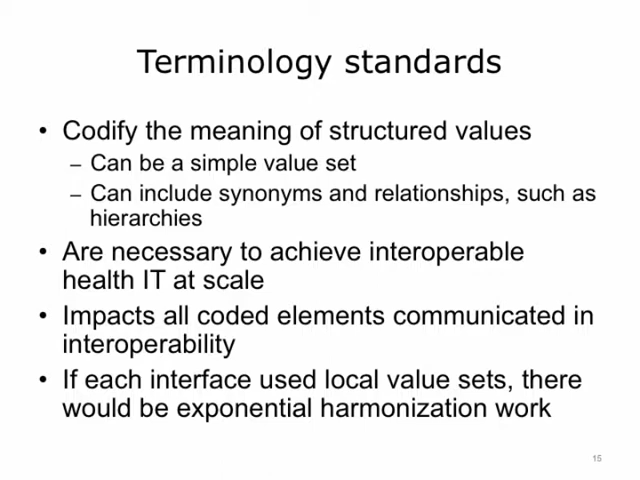 Terminology standards
• Codify the meaning of structured values
– Can be a simple value set
– Can include synonyms and relationships, such as
hierarchies
• Are necessary to achieve interoperable
health IT at scale
• Impacts all coded elements communicated in
interoperability
• If each interface used local value sets, there
would be exponential harmonization work
15